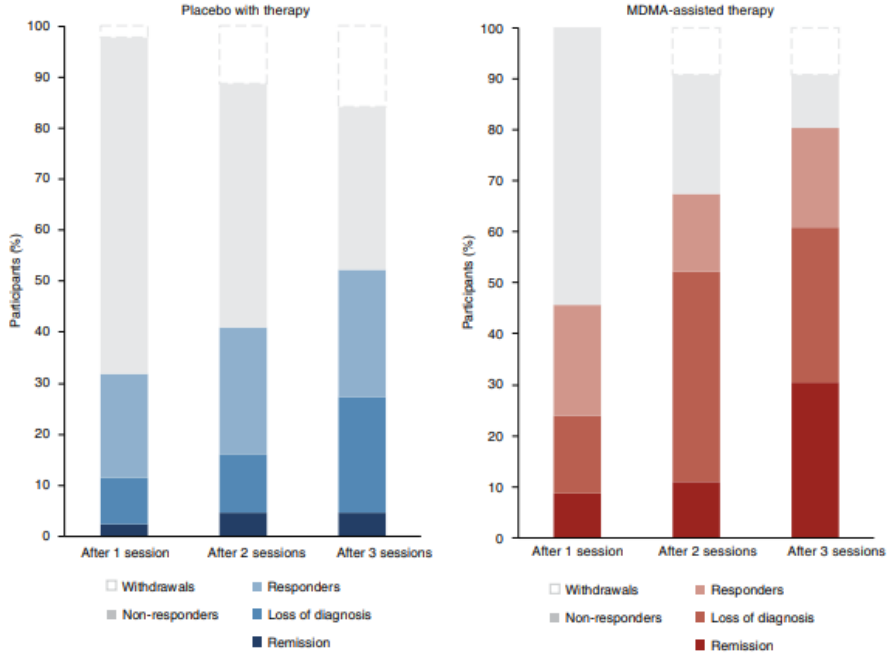 Placebo with therapy
100
90
80
70
60
50
40
30
20
10
0
Participants (%)
After 1 session
After 2 sessions
After 3 sessions
Withdrawals
Responders
Non-responders
Loss of diagnosis
Remission
MDMA-assisted therapy
100
90
80
70
60
50
40
30
20
10
0
Participants (%)
After 1 session
After 2 sessions
After 3 sessions
Withdrawals
Responders
Non-responders
Loss of diagnosis
Remission